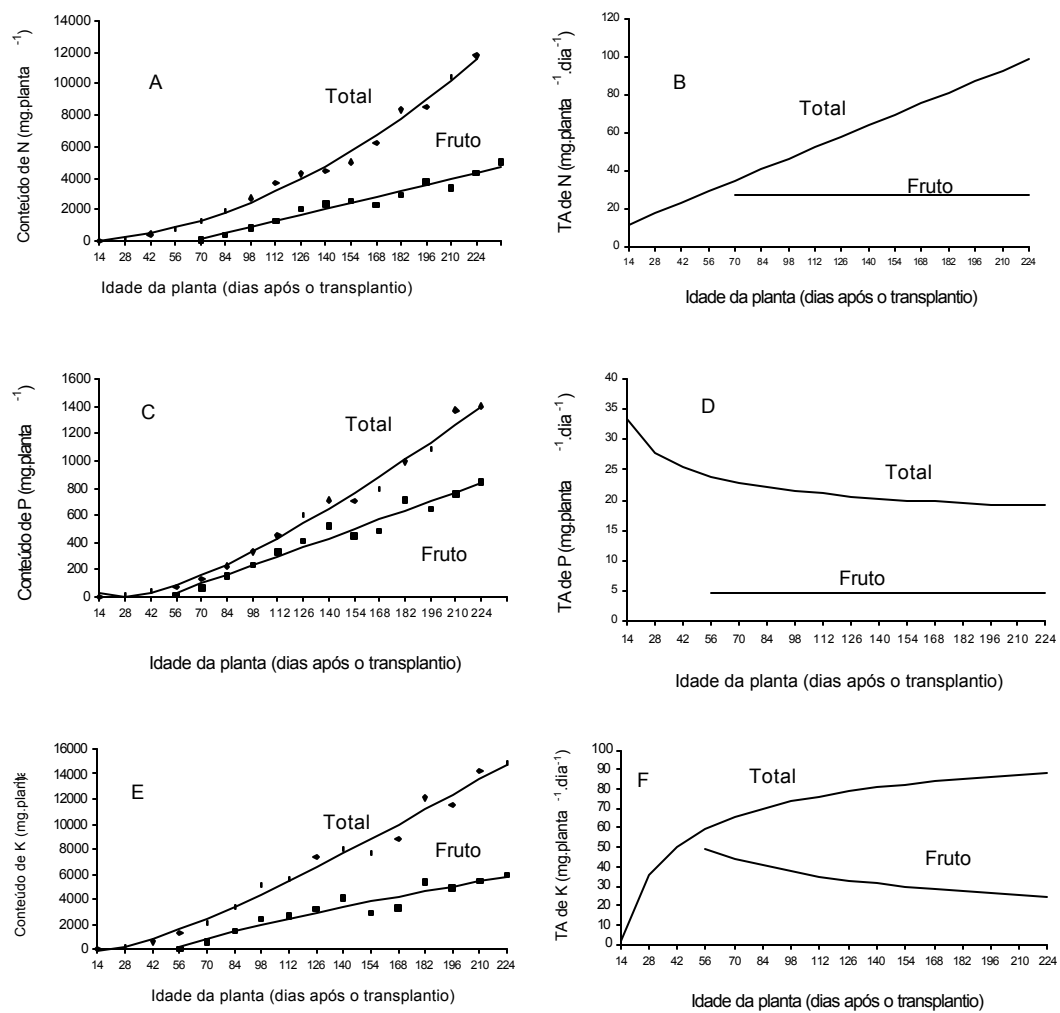 Conteúdo de N (mg.planta -1)
14000
12000
10000
8000
6000
4000
2000
0
A
Total
Fruto
14 28 42 56 70 84 98 112 126 140 154 168 182 196 210 224
Idade da planta (dias após o transplantio)
TA de N (mg.planta -1.dia-1)
120
100
80
60
40
20
0
B
Total
Fruto
14 28 42 56 70 84 98 112 126 140 154 168 182 196 210 224
Idade da planta (dias após o transplantio)
Conteúdo de P (mg.planta -1)
1600
1400
1200
1000
800
600
400
200
0
C
Total
Fruto
14 28 42 56 70 84 98 112 126 140 154 168 182 196 210 224
Idade da planta (dias após o transplantio)
TA de P (mg.planta -1.dia-1)
40
35
30
25
20
15
10
5
0
D
Total
Fruto
14 28 42 56 70 84 98 112 126 140 154 168 182 196 210 224
Idade da planta (dias após o transplantio)
Conteúdo de K
16000
14000
12000
10000
8000
6000
4000
2000
0
E
Total
Fruto
14 28 42 56 70 84 98 112 126 140 154 168 182 196 210 224
Idade da planta (dias após o transplantio)
TA de K (mg.planta -1.dia-1)
100
90
80
70
60
50
40
30
20
10
0
F
Total
Fruto
14 28 42 56 70 84 98 112 126 140 154 168 182 196 210 224
Idade da planta (dias após o transplantio)